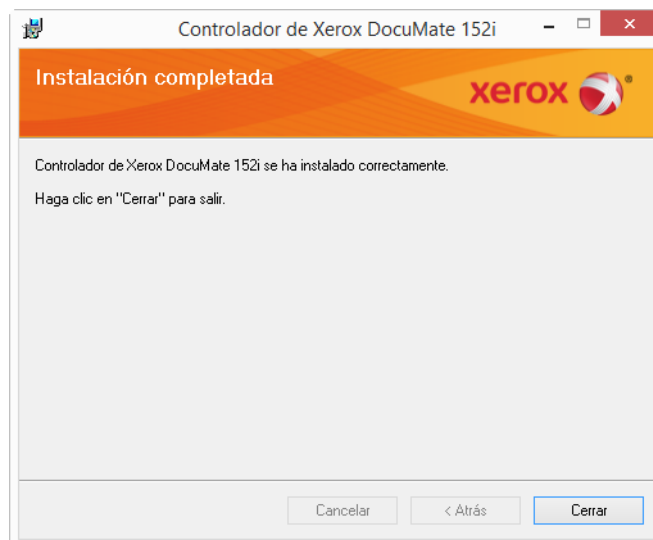 Controlador de Xerox DocuMate 152i
Instalación completada
xerox ®
Controlador de Xerox DocuMate 152i se ha instalado correctamente.
Haga clic en "Cerrar" para salir.
Cancelar < Atrás Cerrar